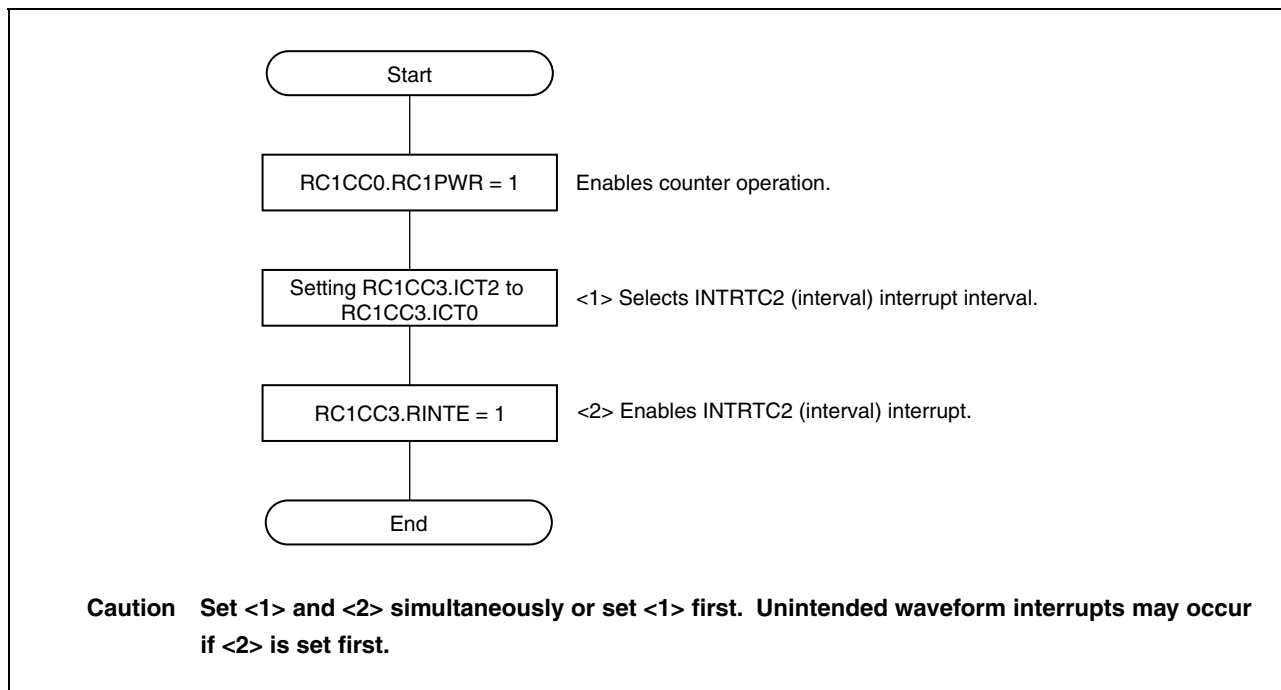 Start
RC1CC0.RC1PWR = 1
Enables counter operation.
Setting RC1CC3.ICT2 to
RC1CC3.ICT0
<1> Selects INTRTC2 (interval) interrupt interval.
RC1CC3.RINTE = 1
<2> Enables INTRTC2 (interval) interrupt.
End
Caution Set <1> and <2> simultaneously or set <1> first. Unintended waveform interrupts may occur
if <2> is set first.